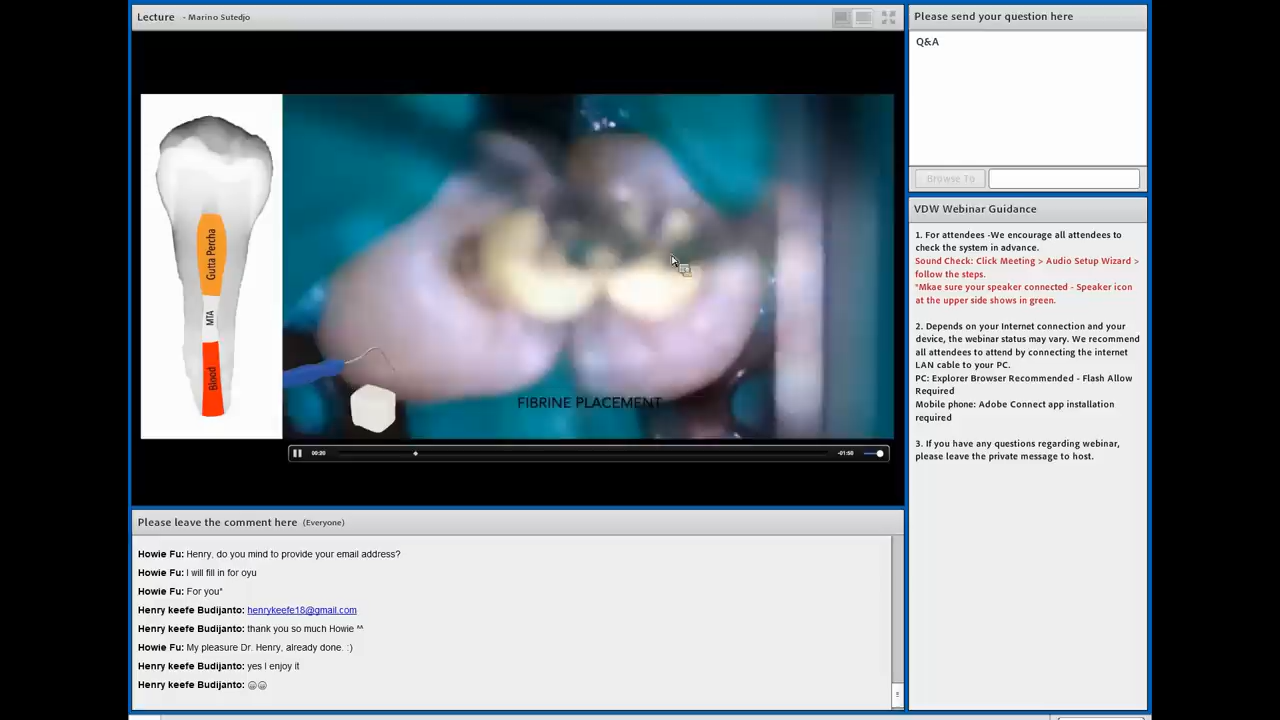 Lecture - Marino Sutedjo
Gutta Percha
MTA
Blood
FIBRINE PLACEMENT
00:20
-01:50
Please leave the comment here (Everyone)
Howie Fu: Henry, do you mind to provide your email address?
Howie Fu: I will fill in for oyu
Howie Fu: For you*
Henry keefe Budijanto: henrykeefe18@gmail.com
Henry keefe Budijanto: thank you so much Howie ^^
Howie Fu: My pleasure Dr. Henry, already done. :)
Henry keefe Budijanto: yes I enjoy it
Henry keefe Budijanto: 😄😄
Please send your question here
Q&A
Browse To
VDW Webinar Guidance
1. For attendees -We encourage all attendees to
check the system in advance.
Sound Check: Click Meeting > Audio Setup Wizard >
follow the steps.
*Mkae sure your speaker connected - Speaker icon
at the upper side shows in green.
2. Depends on your Internet connection and your
device, the webinar status may vary. We recommend
all attendees to attend by connecting the internet
LAN cable to your PC.
PC: Explorer Browser Recommended - Flash Allow
Required
Mobile phone: Adobe Connect app installation
required
3. If you have any questions regarding webinar,
please leave the private message to host.